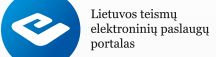 Lietuvos teismų
elektroninių paslaugų
portalas